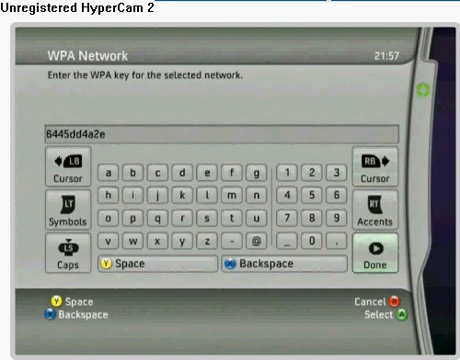 Unregistered HyperCam 2
WPA Network 21:57
Enter the WPA key for the selected network.
6445dd4a2e
LB
Cursor
a b c d e f g 1 2 3
RB
Cursor
LT
Symbols
h i j k l m n 4 5 6
o p q r s t u 7 8 9
RT
Accents
LS
Caps
v w x y z - @ _ 0 .
Y Space X Backspace
Done
Y Space Cancel B
X Backspace Select A